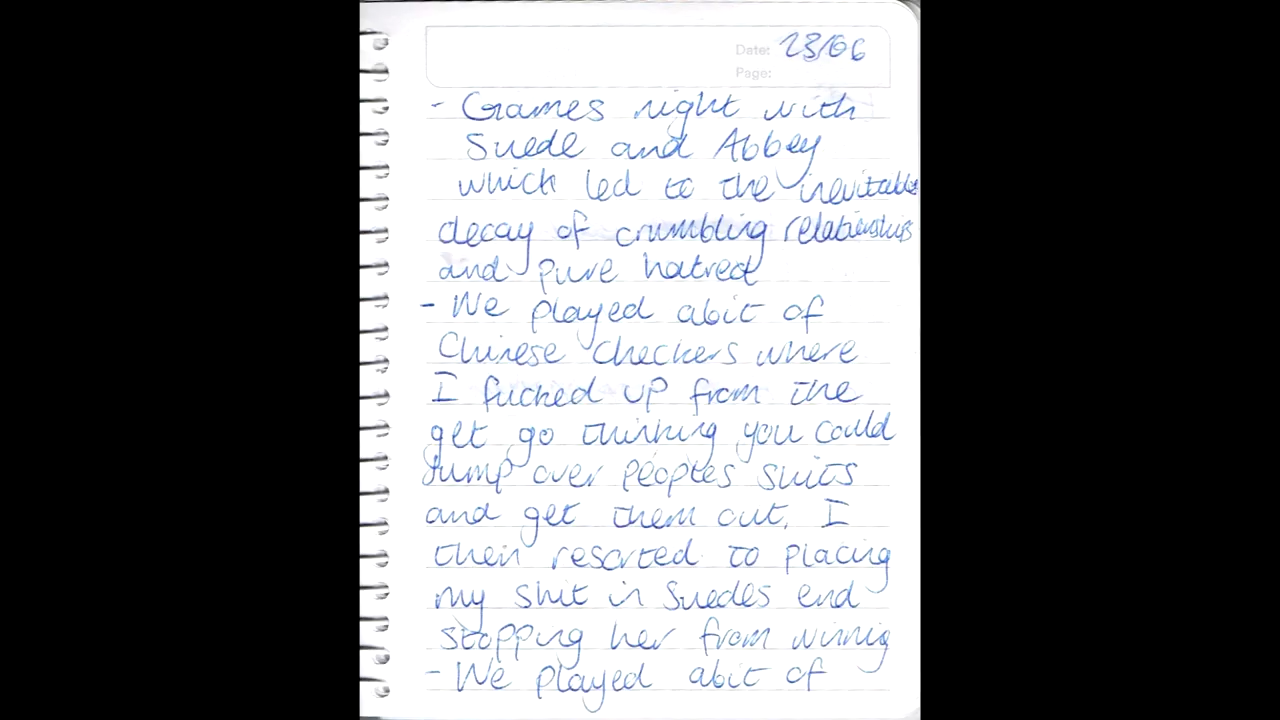 Date: 23/06
Page:
- Games night with
Suede and Abbey
which led to the inevitable
decay of crumbling relationships
and pure hatred
- We played abit of
Chinese Checkers where
I fucked up from the
get go thinking you could
Jump over peoples shits
and get them out. I
then resorted to placing
my shit in Suedes end
stopping her from winnig
- We played abit of